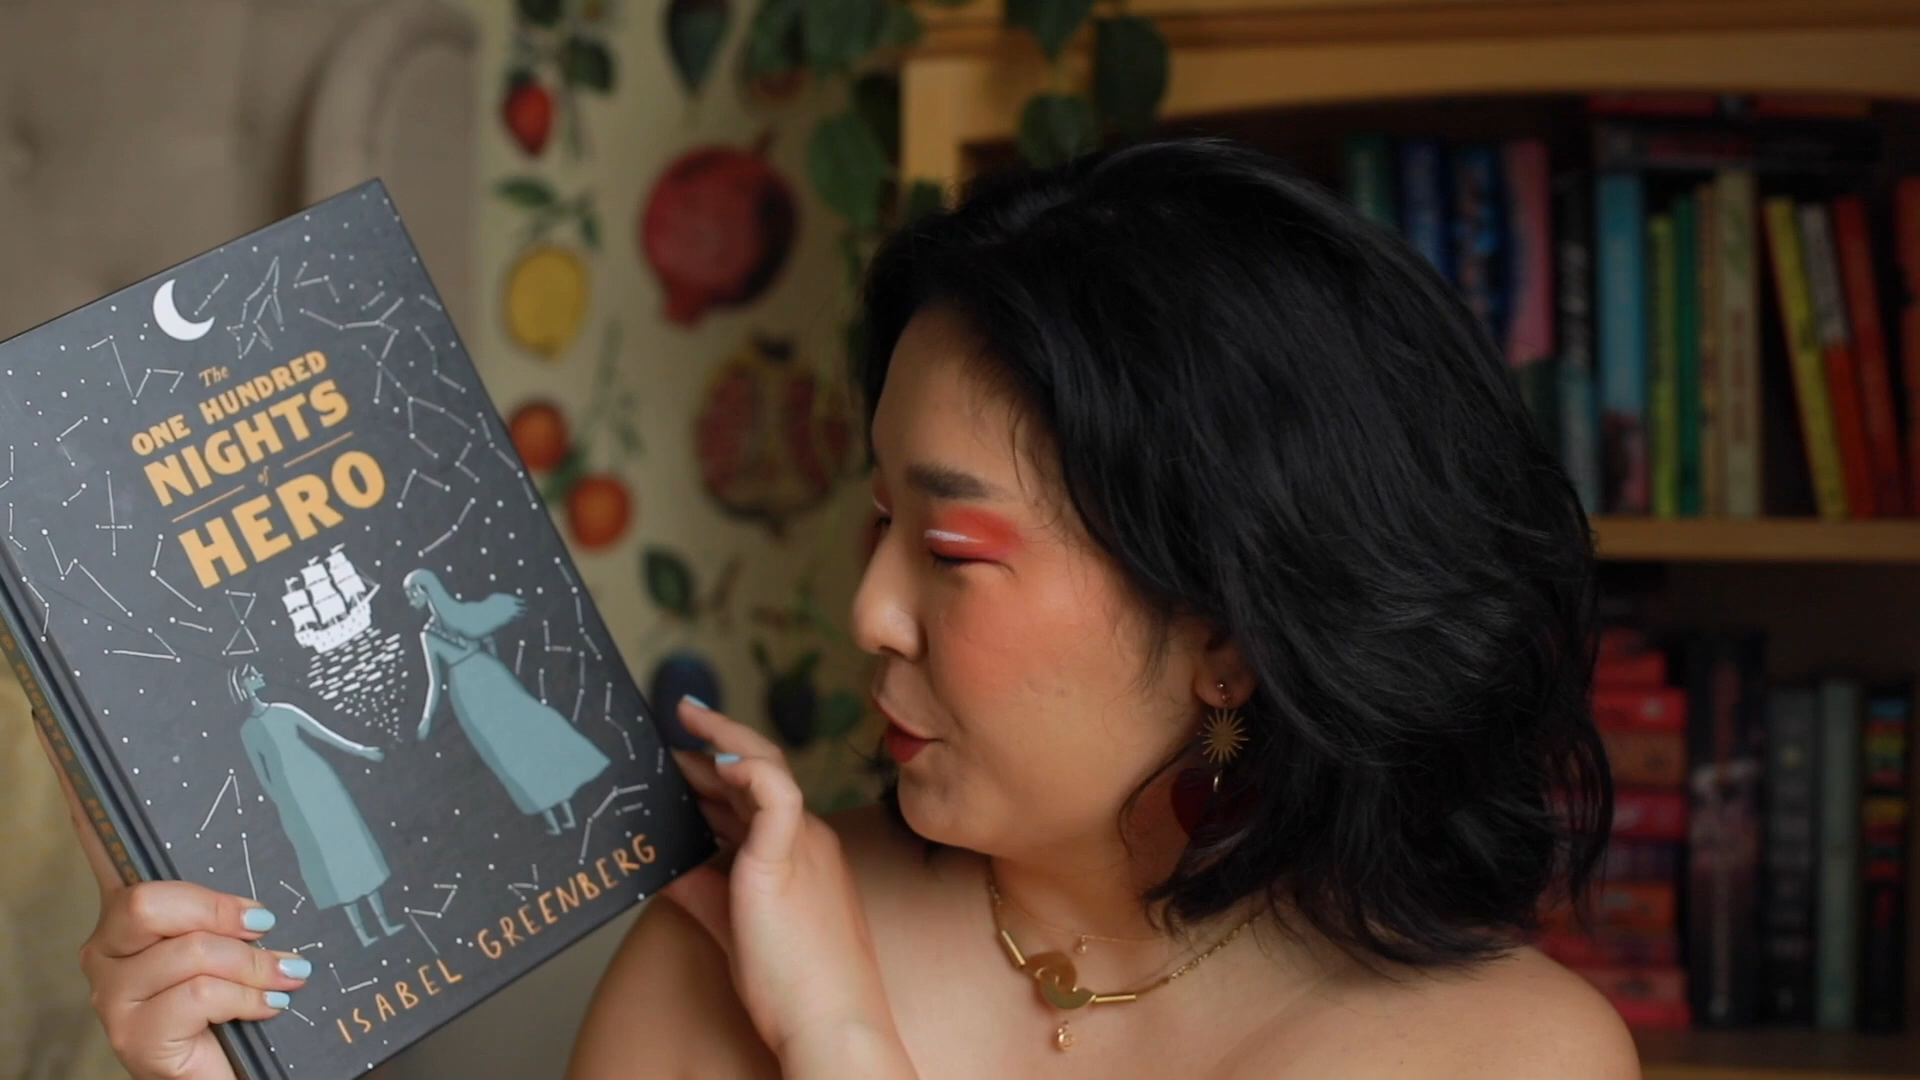 The
ONE HUNDRED
NIGHTS
of
HERO
ISABEL GREENBERG